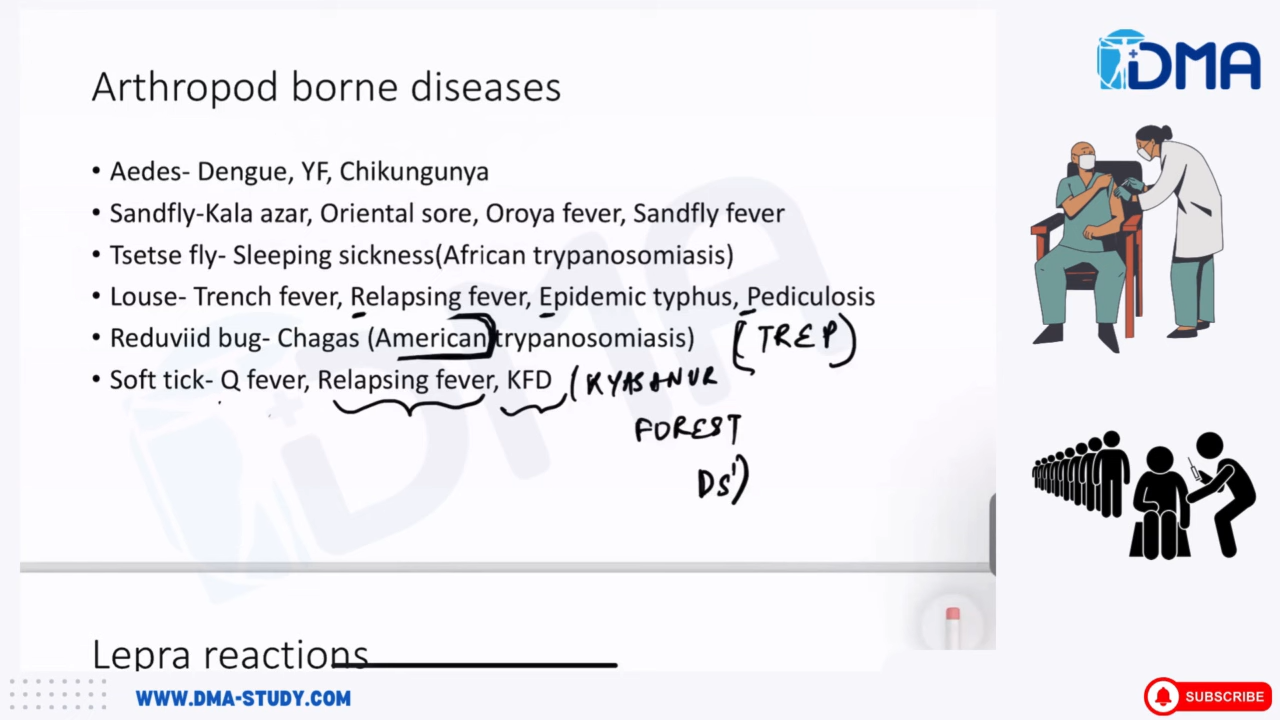 DMA
Arthropod borne diseases
• Aedes- Dengue, YF, Chikungunya
• Sandfly-Kala azar, Oriental sore, Oroya fever, Sandfly fever
• Tsetse fly- Sleeping sickness(African trypanosomiasis)
• Louse- Trench fever, Relapsing fever, Epidemic typhus, Pediculosis
• Reduviid bug- Chagas (American trypanosomiasis) (TREP)
• Soft tick- Q fever, Relapsing fever, KFD (KYASANUR
FOREST
DS')
DMA
Lepra reactions
WWW.DMA-STUDY.COM
SUBSCRIBE